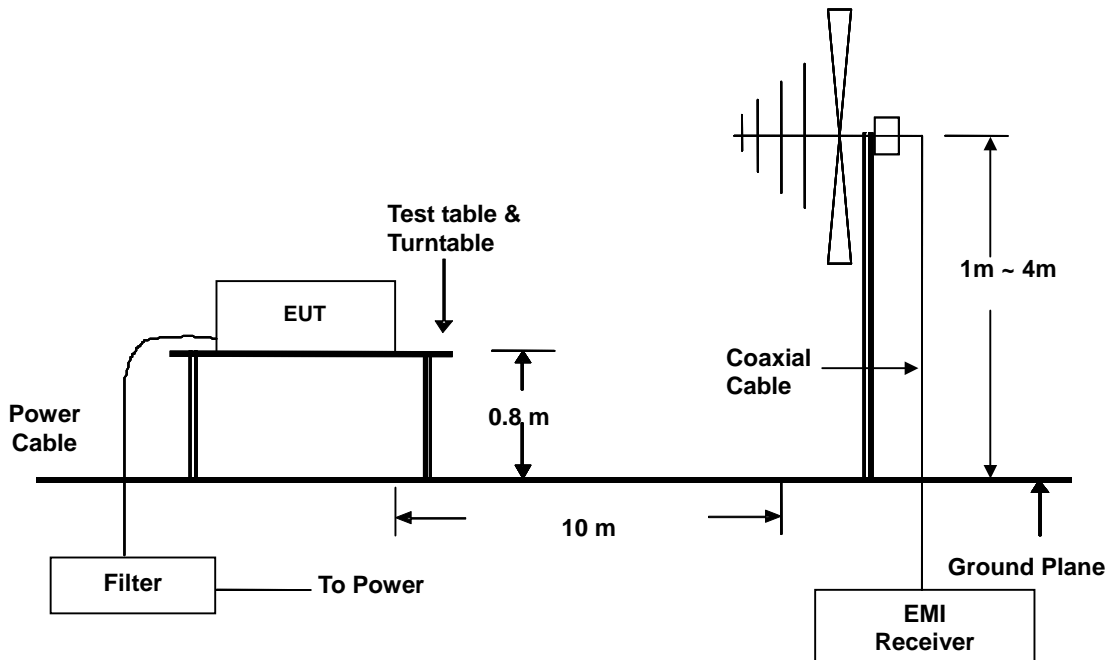 Test table &
Turntable
EUT
1m ~ 4m
Coaxial
Cable
0.8 m
Power
Cable
10 m
Filter
To Power
Ground Plane
EMI
Receiver